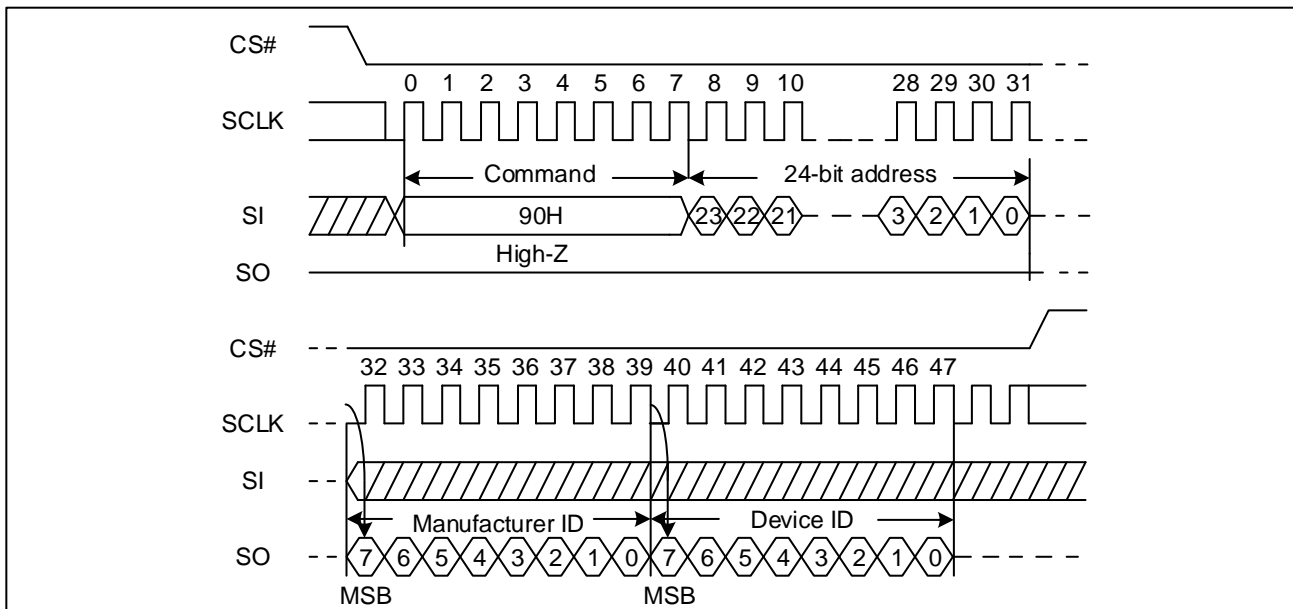 CS#
0 1 2 3 4 5 6 7 8 9 10 28 29 30 31
SCLK
Command 24-bit address
SI 90H 23 22 21 3 2 1 0
High-Z
SO
CS#
32 33 34 35 36 37 38 39 40 41 42 43 44 45 46 47
SCLK
SI
Manufacturer ID Device ID
SO 7 6 5 4 3 2 1 0 7 6 5 4 3 2 1 0
MSB MSB